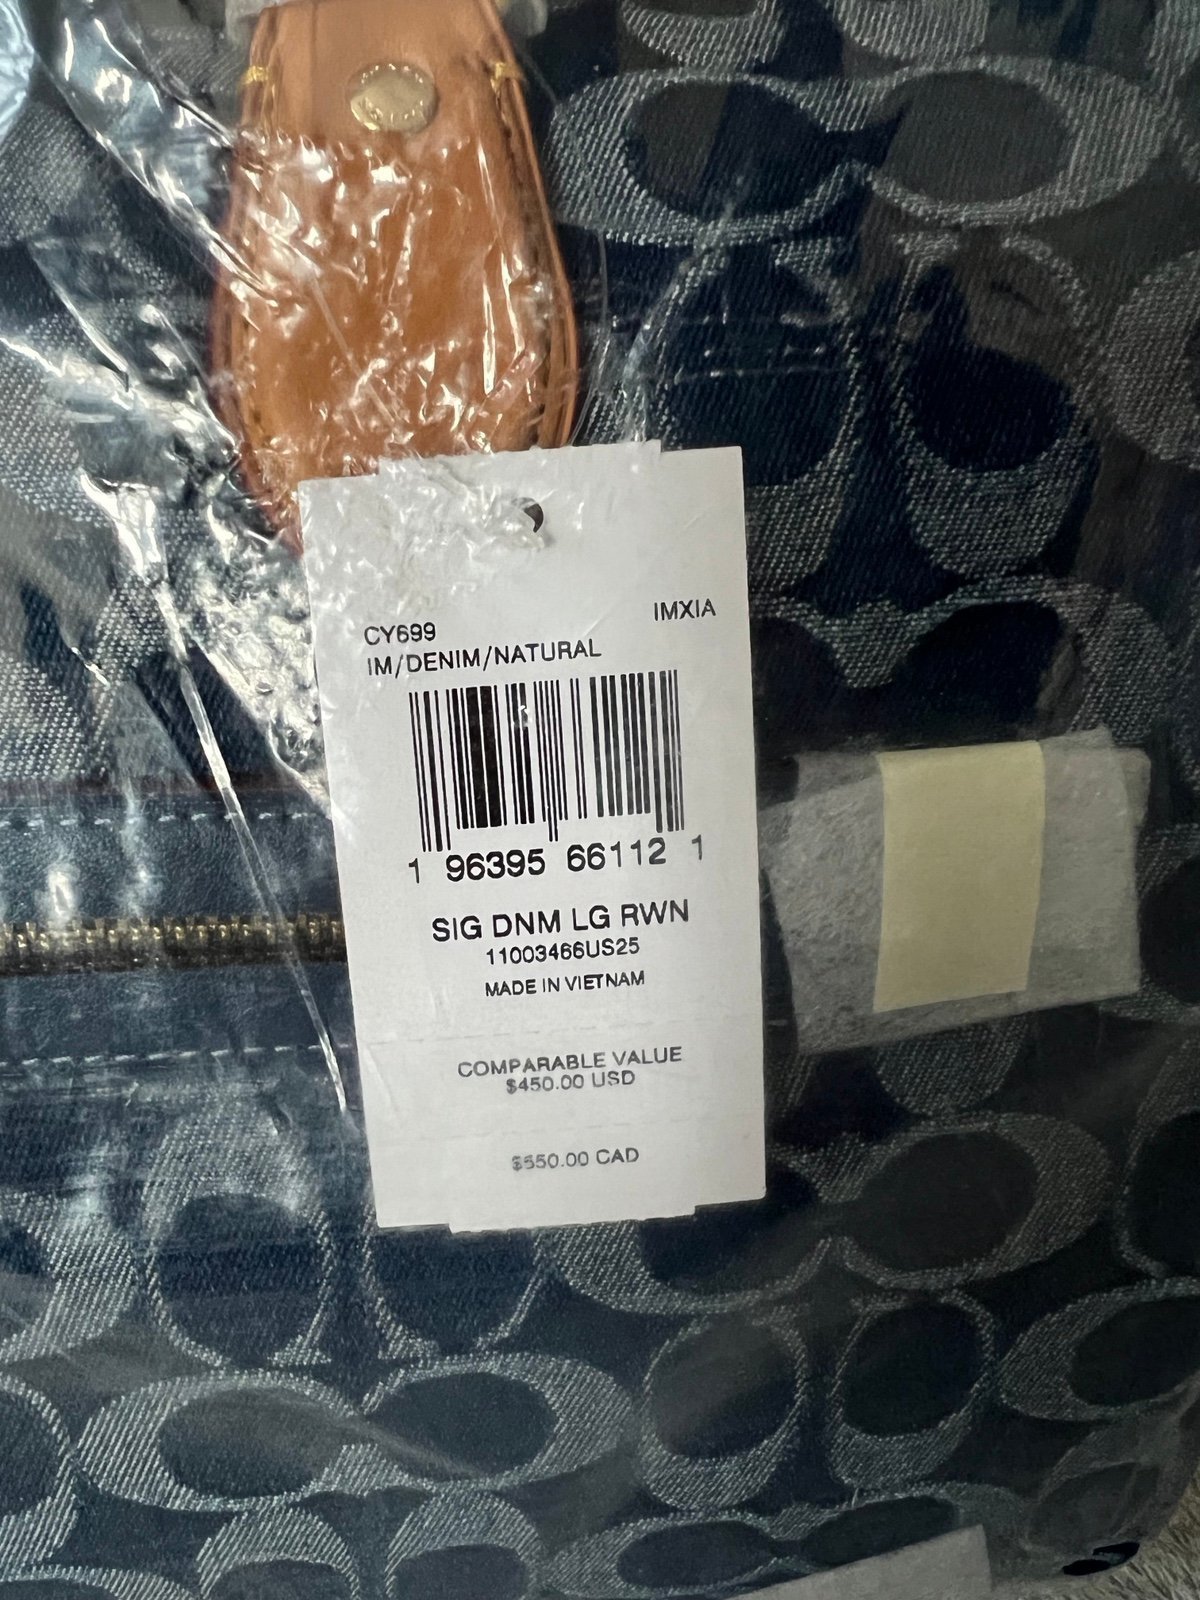 CY699
IMXIA
IM/DENIM/NATURAL
1 96395 66112 1
SIG DNM LG RWN
11003466US25
MADE IN VIETNAM
COMPARABLE VALUE
$450.00 USD
$550.00 CAD